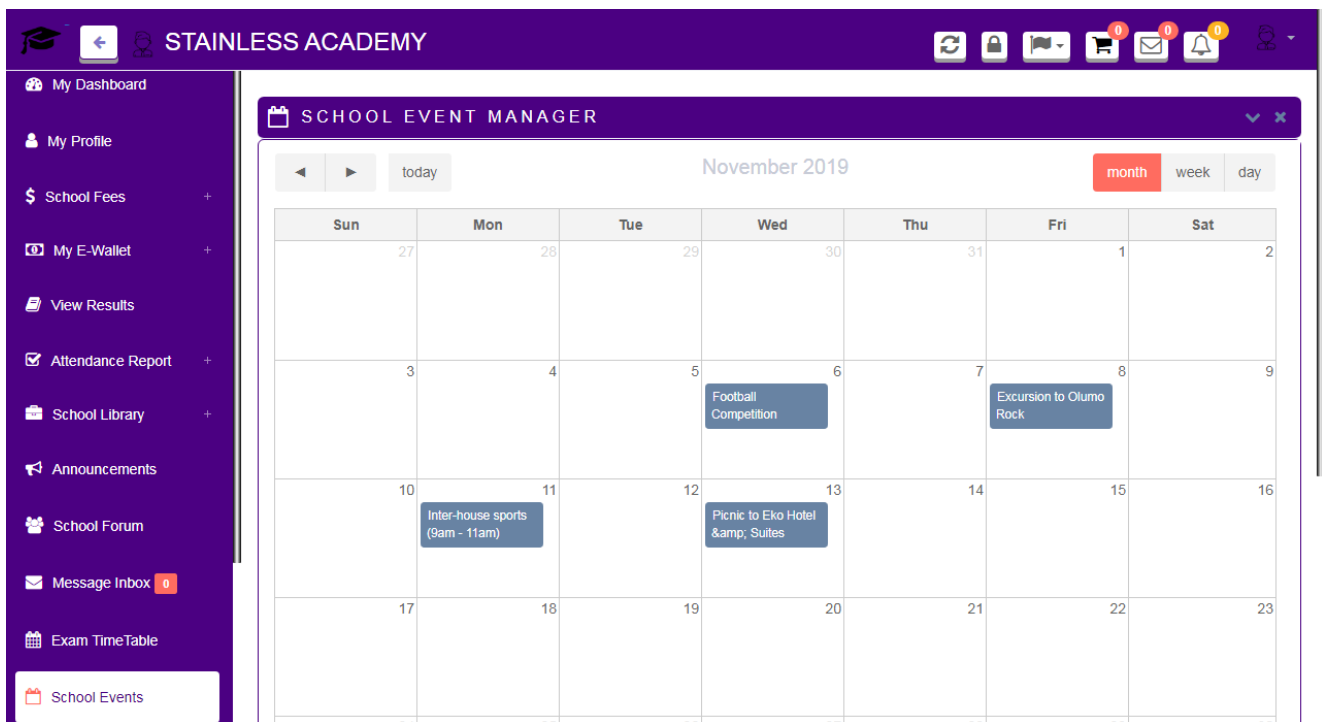 STAINLESS ACADEMY
0
0
0
My Dashboard
My Profile
School Fees +
My E-Wallet +
View Results
Attendance Report +
School Library +
Announcements
School Forum
Message Inbox 0
Exam TimeTable
School Events
SCHOOL EVENT MANAGER
today
November 2019
month week day
Sun Mon Tue Wed Thu Fri Sat
27 28 29 30 31 1 2
3 4 5 6 7 8 9
Football
Competition
Excursion to Olumo
Rock
10 11 12 13 14 15 16
Inter-house sports
(9am - 11am)
Picnic to Eko Hotel
&amp; Suites
17 18 19 20 21 22 23